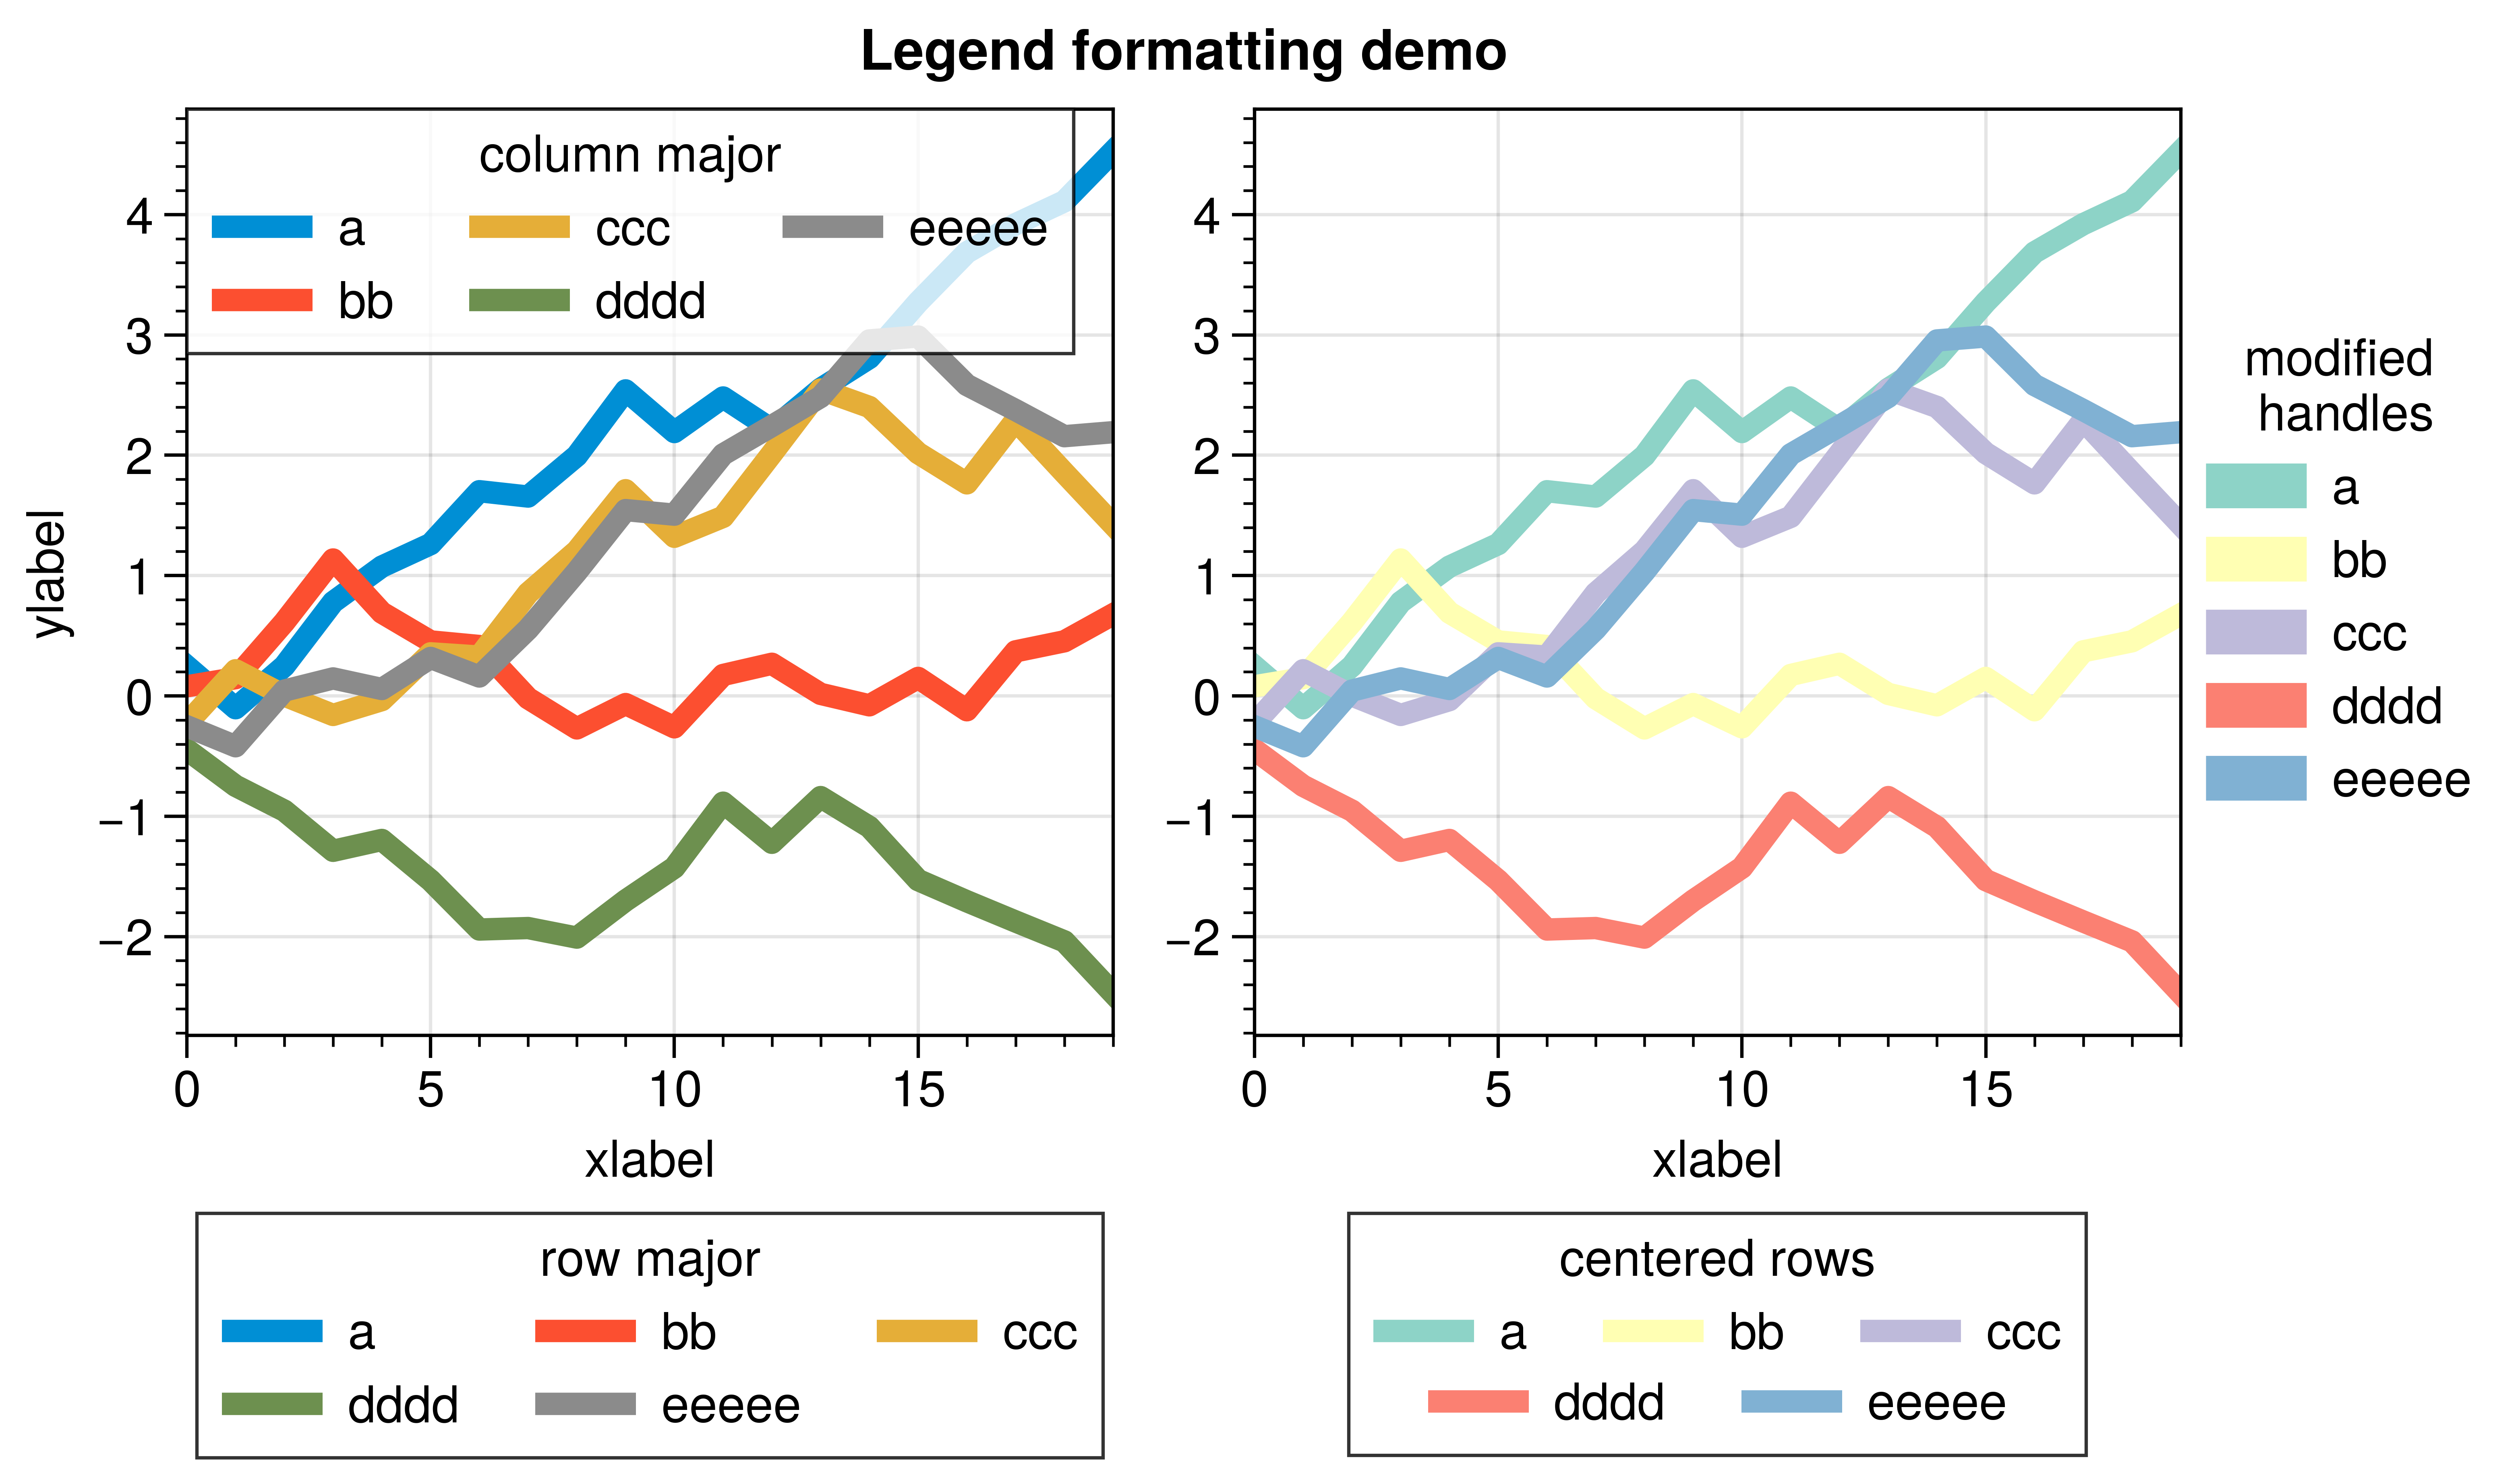 Legend formatting demo
column major
a ccc eeeee
bb dddd
4
3
2
1
0
−1
−2
ylabel
0 5 10 15
xlabel
row major
a bb ccc
dddd eeeee
4
3
2
1
0
−1
−2
0 5 10 15
xlabel
modified
handles
a
bb
ccc
dddd
eeeee
centered rows
a bb ccc
dddd eeeee